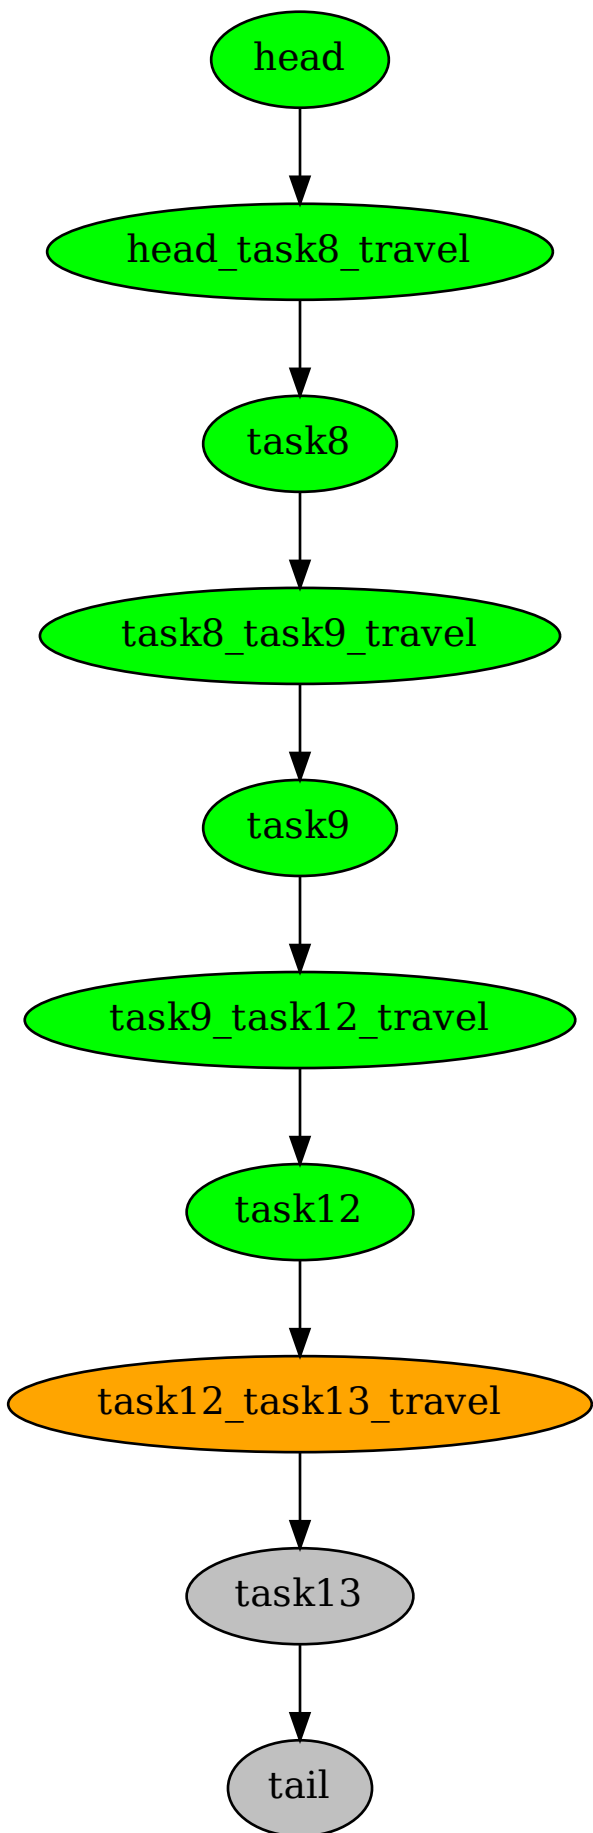 head
head_task8_travel
task8
task8_task9_travel
task9
task9_task12_travel
task12
task12_task13_travel
task13
tail